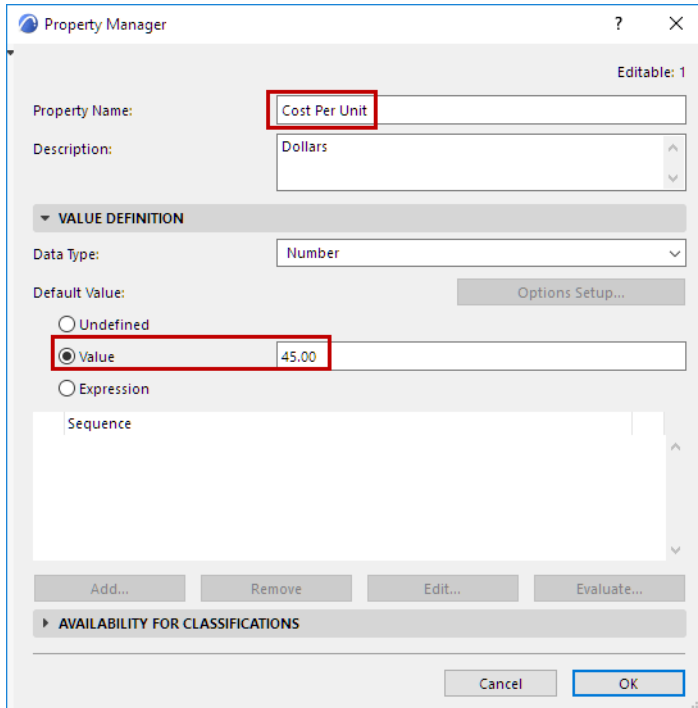 Property Manager ?
Editable: 1
Property Name: Cost Per Unit
Description: Dollars
VALUE DEFINITION
Data Type: Number
Default Value: Options Setup...
Undefined
Value 45.00
Expression
Sequence
Add... Remove Edit... Evaluate...
AVAILABILITY FOR CLASSIFICATIONS
Cancel OK